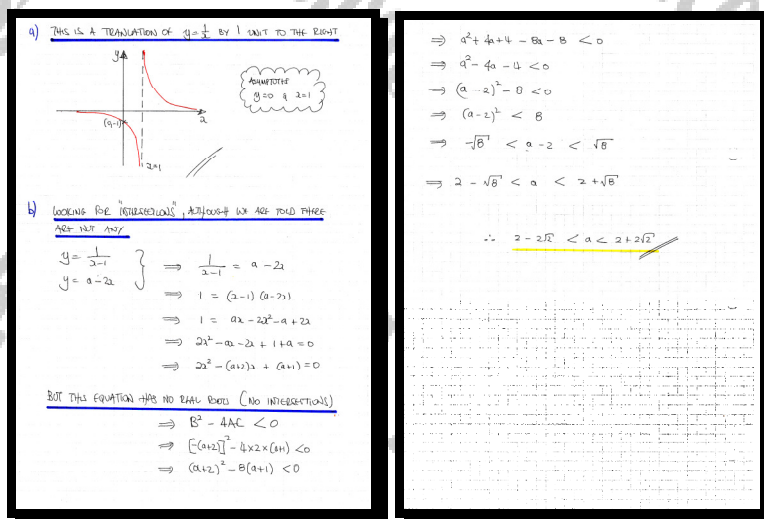 a) THIS IS A TRANSLATION OF y = 1/x BY 1 UNIT TO THE RIGHT
y
ASYMPTOTES
y=0 & x=1
(0,-1)
x
x=1
b) LOOKING FOR "INTERSECTIONS", ALTHOUGH WE ARE TOLD THERE
ARE NOT ANY
y = 1/(x-1)
y = a - 2x
} ⇒ 1/(x-1) = a - 2x
⇒ 1 = (x-1)(a-2x)
⇒ 1 = ax - 2x² - a + 2x
⇒ 2x² - ax - 2x + 1 + a = 0
⇒ 2x² - (a+2)x + (a+1) = 0
BUT THIS EQUATION HAS NO REAL ROOTS (NO INTERSECTIONS)
⇒ B² - 4AC < 0
⇒ [-(a+2)]² - 4×2×(a+1) < 0
⇒ (a+2)² - 8(a+1) < 0
⇒ a² + 4a + 4 - 8a - 8 < 0
⇒ a² - 4a - 4 < 0
⇒ (a-2)² - 8 < 0
⇒ (a-2)² < 8
⇒ -√8 < a - 2 < √8
⇒ 2 - √8 < a < 2 + √8
∴ 2 - 2√2 < a < 2 + 2√2